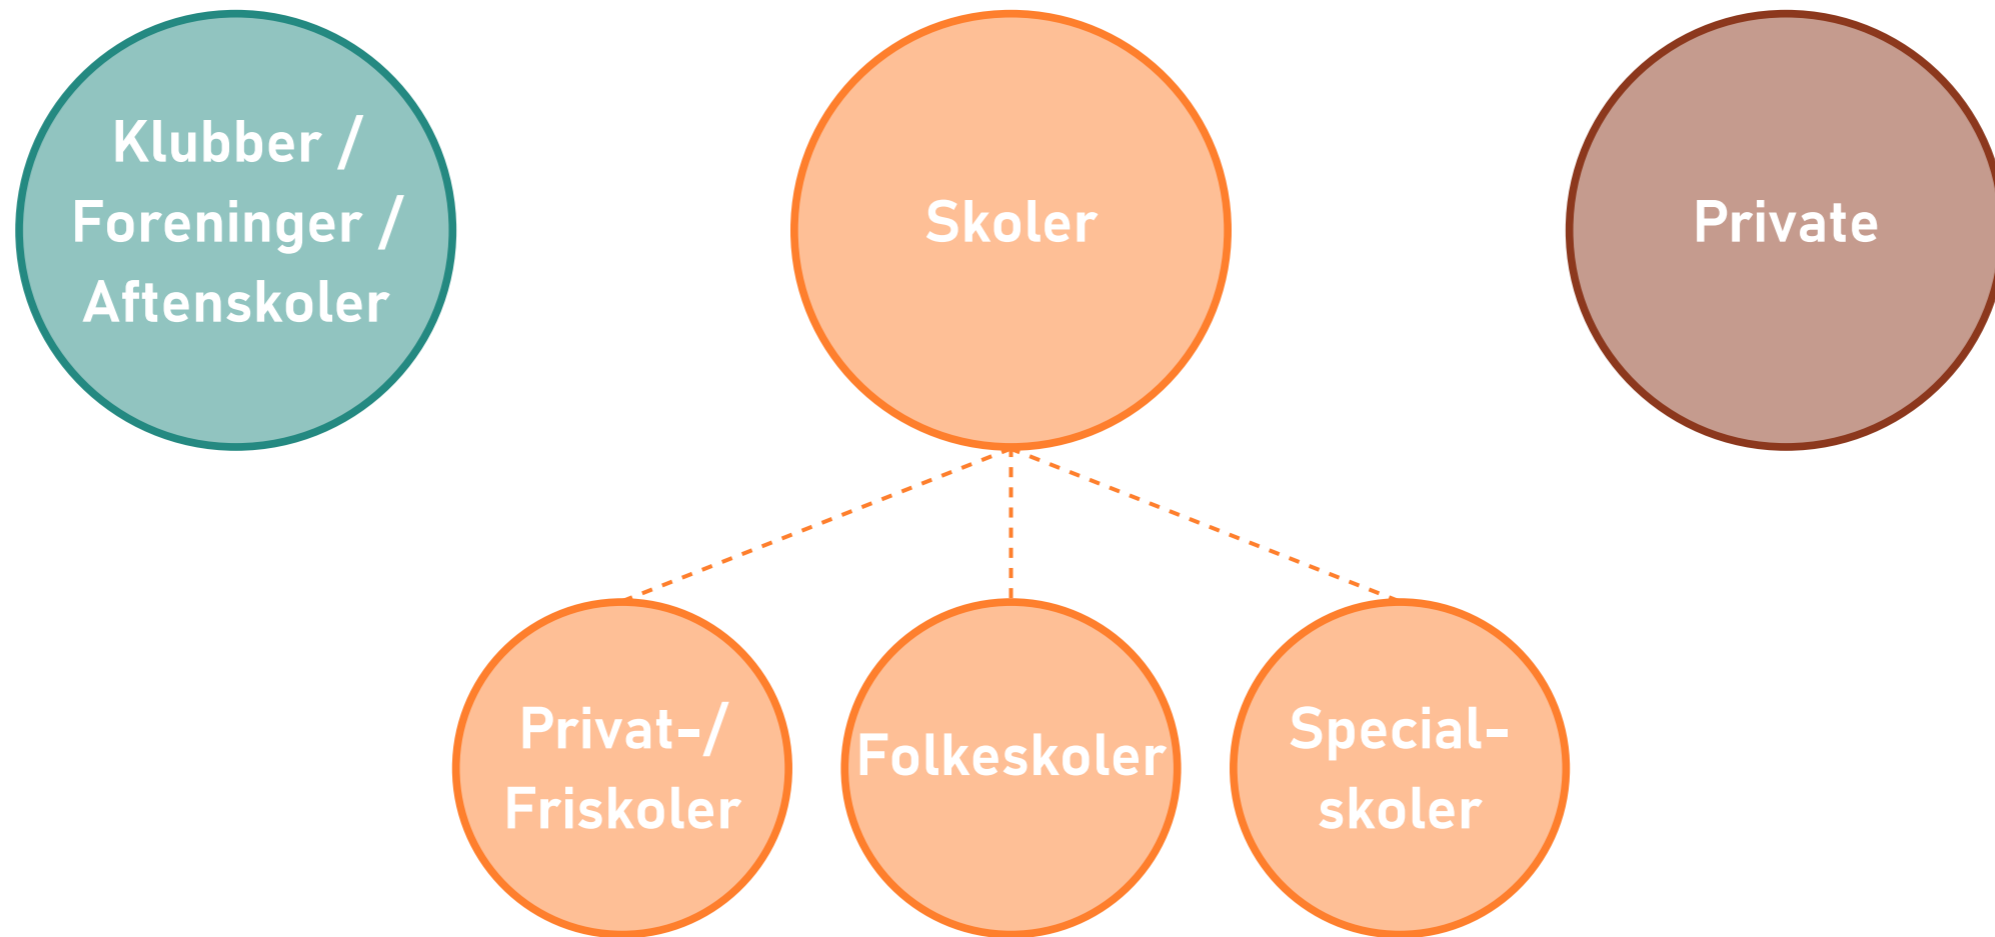 Klubber /
Foreninger /
Aftenskoler
Skoler
Private
Privat-/
Friskoler
Folkeskoler
Special-
skoler